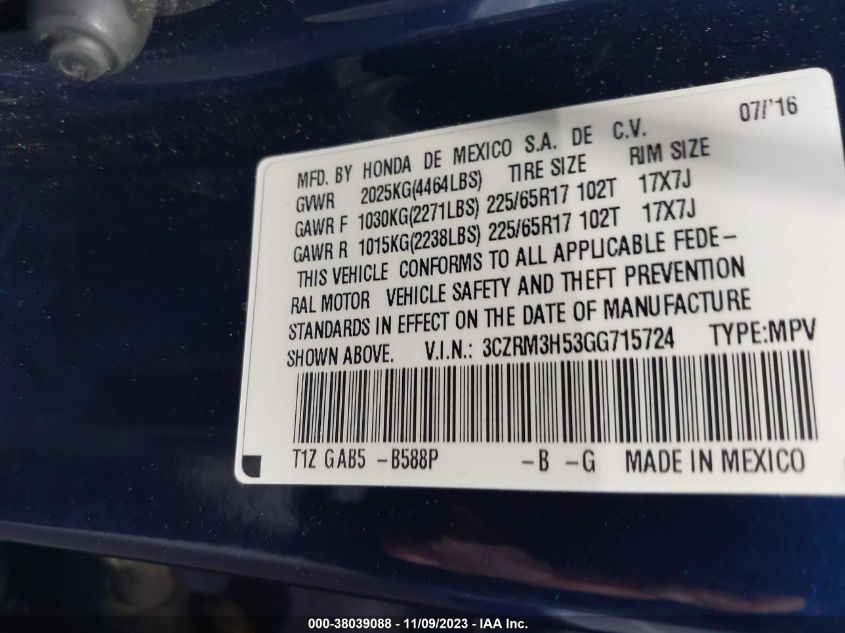 07/'16
MFD. BY HONDA DE MEXICO S.A. DE C.V.
GVWR 2025KG(4464LBS) TIRE SIZE RIM SIZE
GAWR F 1030KG(2271LBS) 225/65R17 102T 17X7J
GAWR R 1015KG(2238LBS) 225/65R17 102T 17X7J
THIS VEHICLE CONFORMS TO ALL APPLICABLE FEDE-
RAL MOTOR VEHICLE SAFETY AND THEFT PREVENTION
STANDARDS IN EFFECT ON THE DATE OF MANUFACTURE
SHOWN ABOVE. V.I.N.: 3CZRM3H53GG715724 TYPE:MPV
T1Z GAB5 -B588P -B -G MADE IN MEXICO
000-38039088 - 11/09/2023 - IAA Inc.